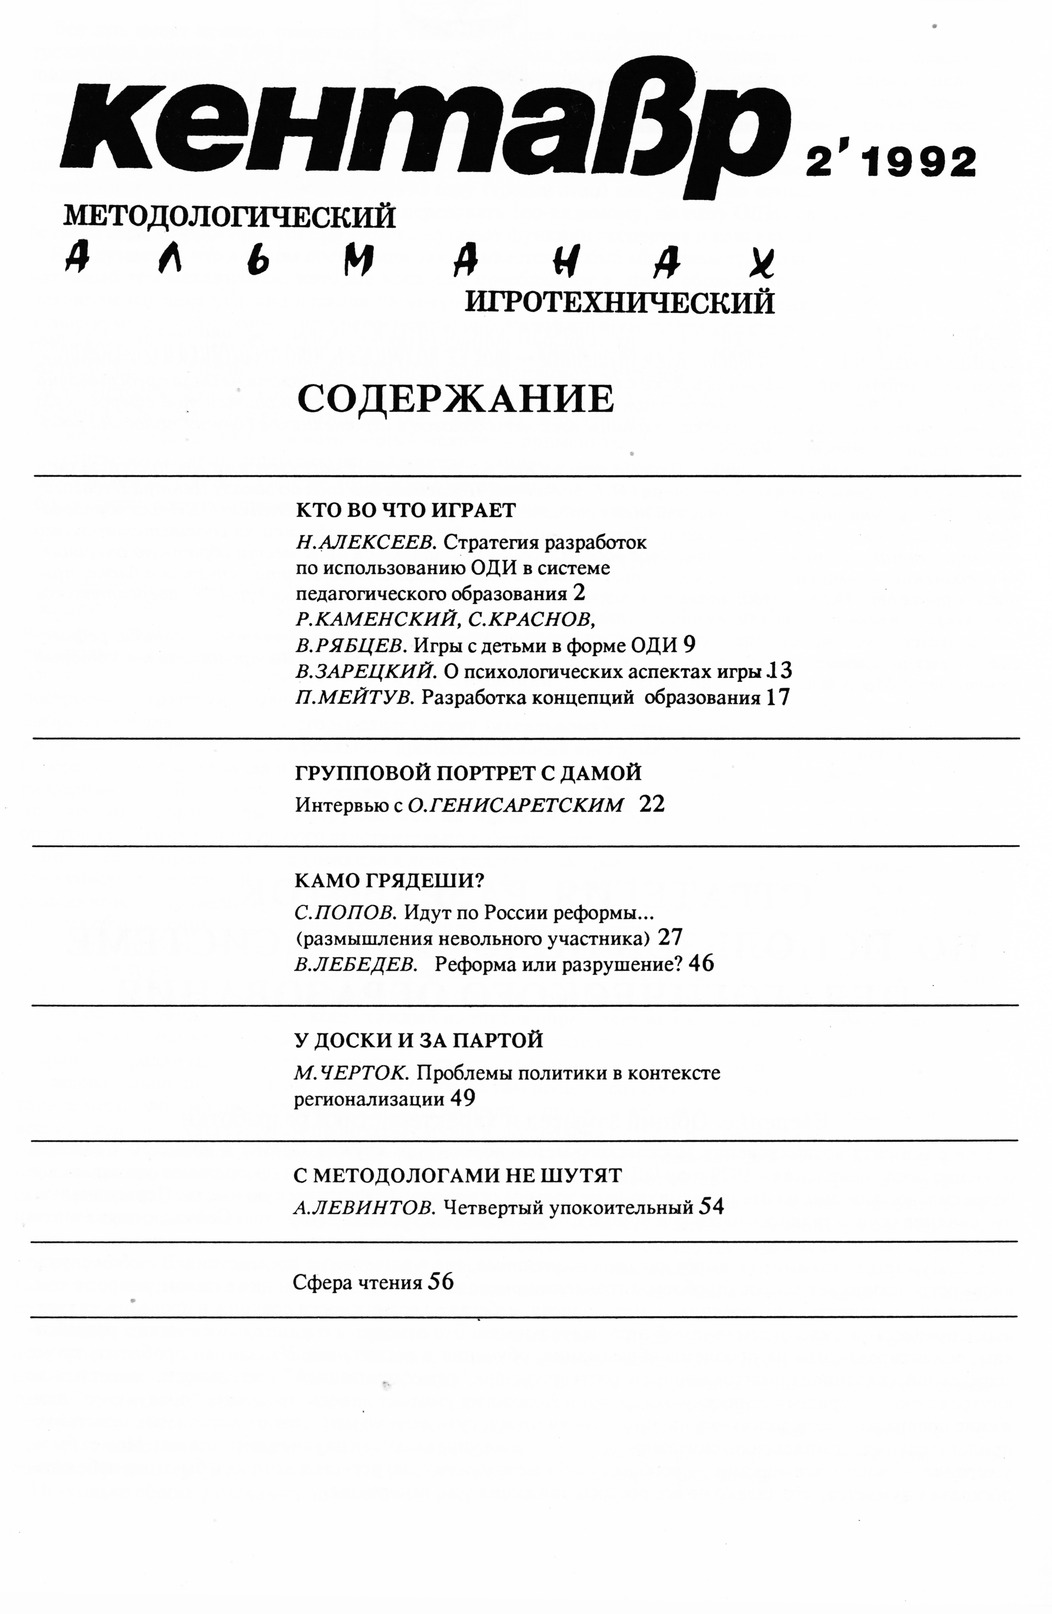 кентавр 2'1992
МЕТОДОЛОГИЧЕСКИЙ
АЛЬМАНАХ
ИГРОТЕХНИЧЕСКИЙ
СОДЕРЖАНИЕ
КТО ВО ЧТО ИГРАЕТ
Н.АЛЕКСЕЕВ. Стратегия разработок
по использованию ОДИ в системе
педагогического образования 2
Р.КАМЕНСКИЙ, С.КРАСНОВ,
В.РЯБЦЕВ. Игры с детьми в форме ОДИ 9
В.ЗАРЕЦКИЙ. О психологических аспектах игры 13
П.МЕЙТУВ. Разработка концепций образования 17
ГРУППОВОЙ ПОРТРЕТ С ДАМОЙ
Интервью с О.ГЕНИСАРЕТСКИМ 22
КАМО ГРЯДЕШИ?
С.ПОПОВ. Идут по России реформы...
(размышления невольного участника) 27
В.ЛЕБЕДЕВ. Реформа или разрушение? 46
У ДОСКИ И ЗА ПАРТОЙ
М.ЧЕРТОК. Проблемы политики в контексте
регионализации 49
С МЕТОДОЛОГАМИ НЕ ШУТЯТ
А.ЛЕВИНТОВ. Четвертый упокоительный 54
Сфера чтения 56